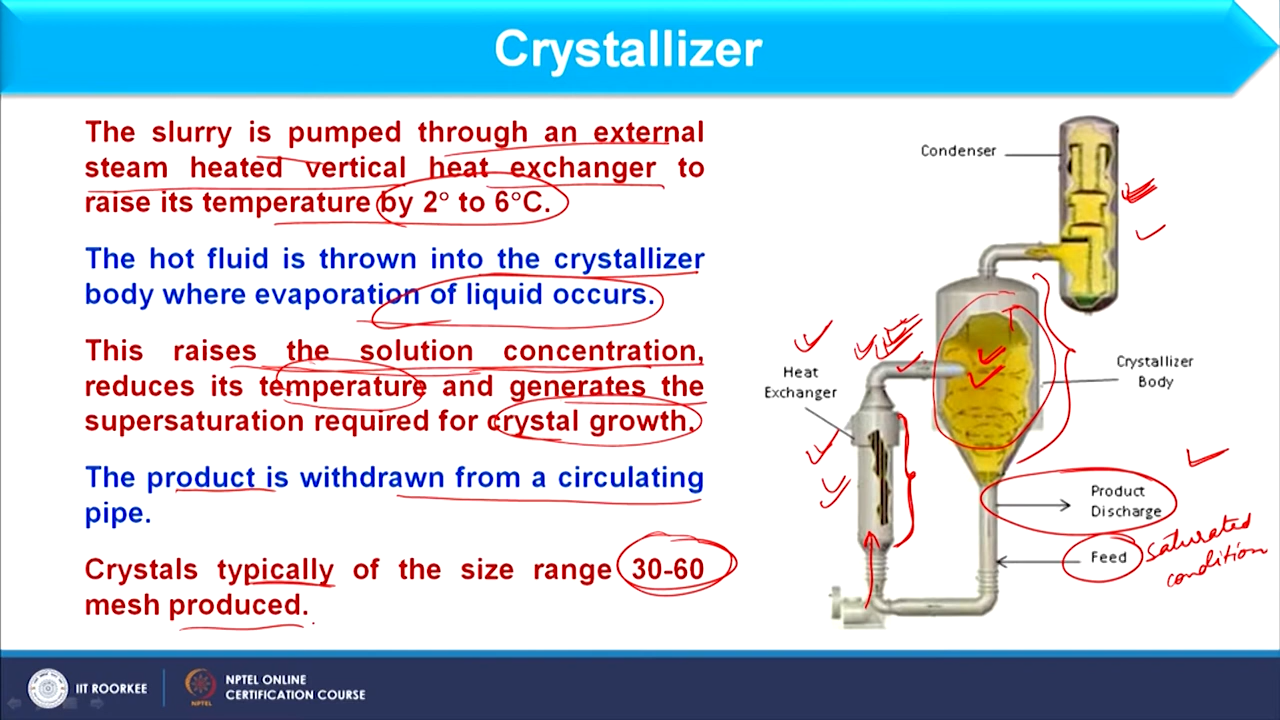 Crystallizer
The slurry is pumped through an external
steam heated vertical heat exchanger to
raise its temperature by 2° to 6°C.
The hot fluid is thrown into the crystallizer
body where evaporation of liquid occurs.
This raises the solution concentration,
reduces its temperature and generates the
supersaturation required for crystal growth.
The product is withdrawn from a circulating
pipe.
Crystals typically of the size range 30-60
mesh produced.
Condenser
Heat
Exchanger
Crystallizer
Body
Product
Discharge
Feed
saturated
condition
IIT ROORKEE
NPTEL
NPTEL ONLINE
CERTIFICATION COURSE